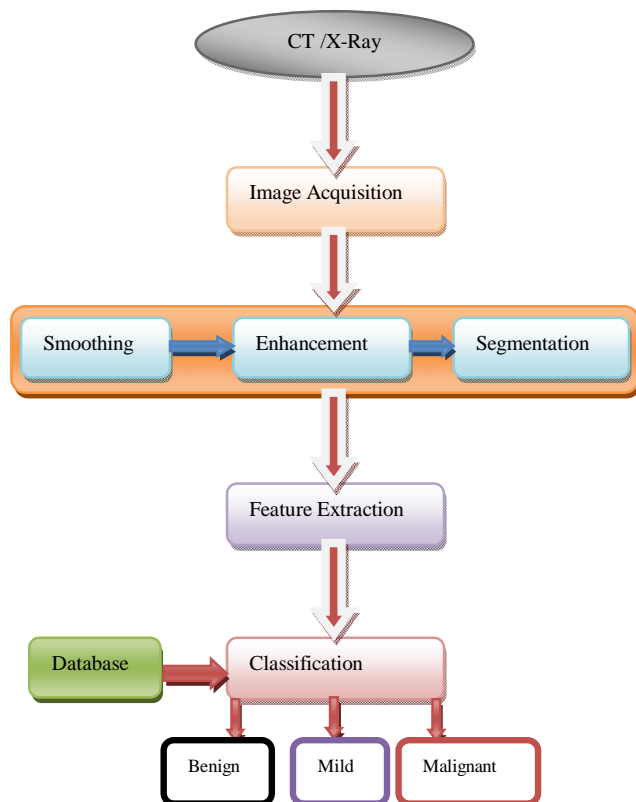 CT /X-Ray
Image Acquisition
Smoothing
Enhancement
Segmentation
Feature Extraction
Database
Classification
Benign
Mild
Malignant